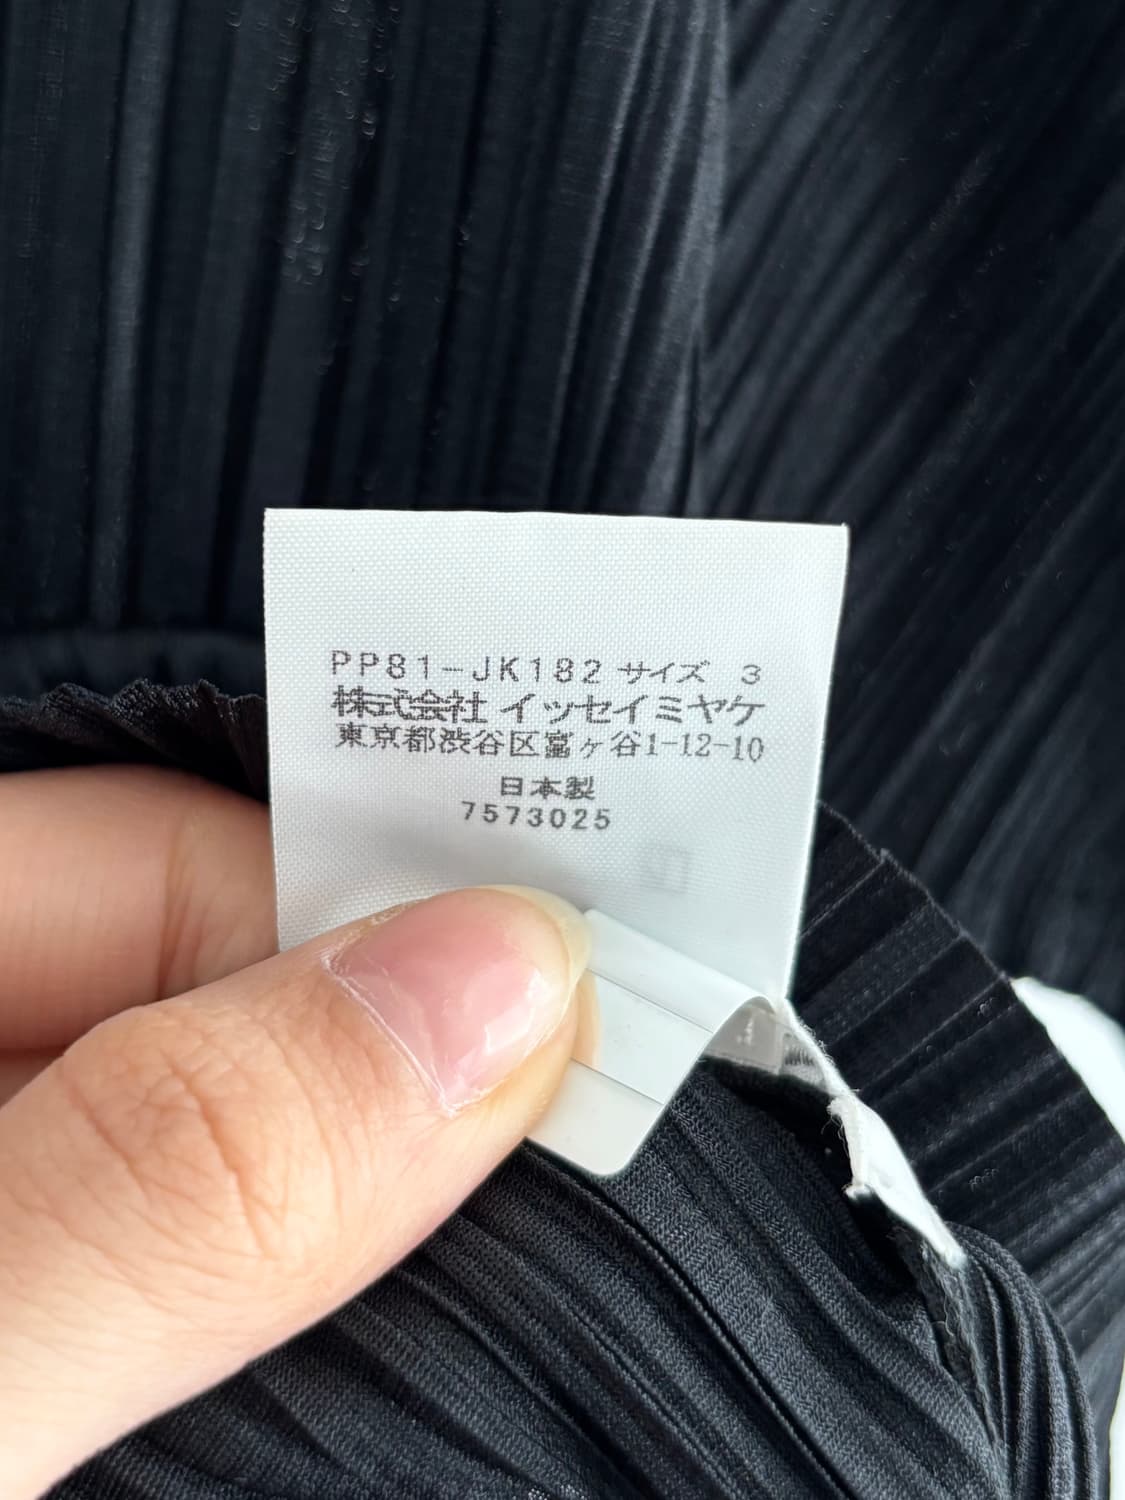 PP81-JK182 サイズ 3
株式会社 イッセイミヤケ
東京都渋谷区富ヶ谷1-12-10
日本製
7573025